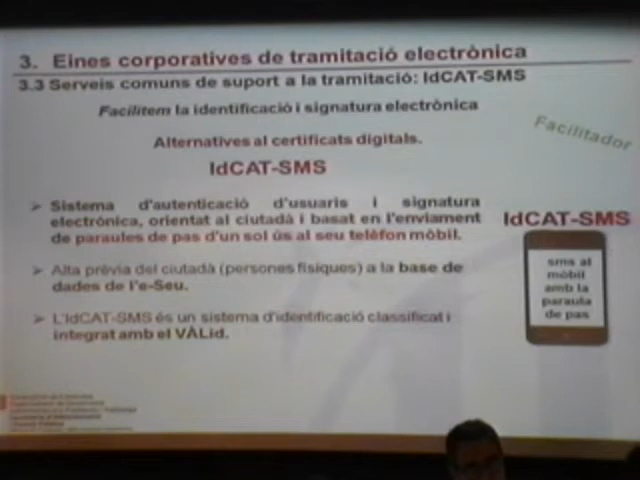 3. Eines corporatives de tramitació electrònica
3.3 Serveis comuns de suport a la tramitació: IdCAT-SMS
Facilitem la identificació i signatura electrònica
Facilitador
Alternatives al certificats digitals.
IdCAT-SMS
➢ Sistema d'autenticació d'usuaris i signatura
electrònica, orientat al ciutadà i basat en l'enviament
de paraules de pas d'un sol ús al seu telèfon mòbil.
➢ Alta prèvia del ciutadà (persones físiques) a la base de
dades de l'e-Seu.
➢ L'IdCAT-SMS és un sistema d'identificació classificat i
integrat amb el VÀLid.
IdCAT-SMS
sms al
mòbil
amb la
paraula
de pas